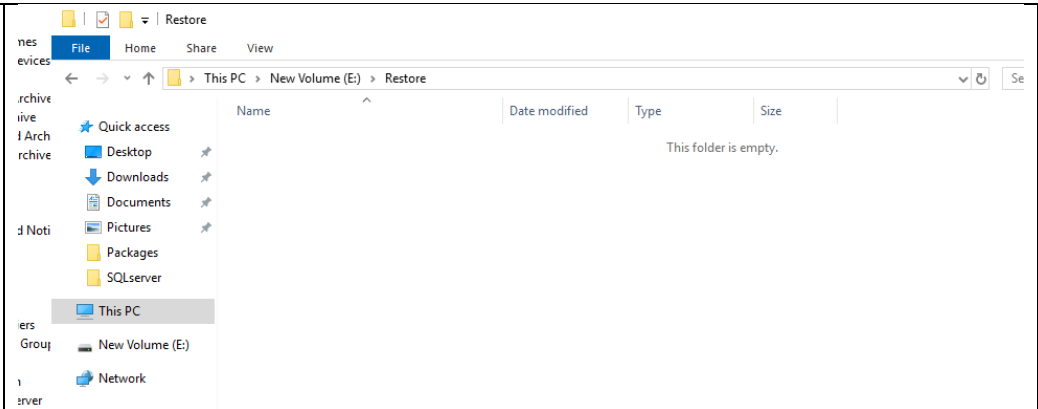 Restore
File Home Share View
This PC > New Volume (E:) > Restore
Name Date modified Type Size
This folder is empty.
Quick access
Desktop
Downloads
Documents
Pictures
Packages
SQLserver
This PC
New Volume (E:)
Network